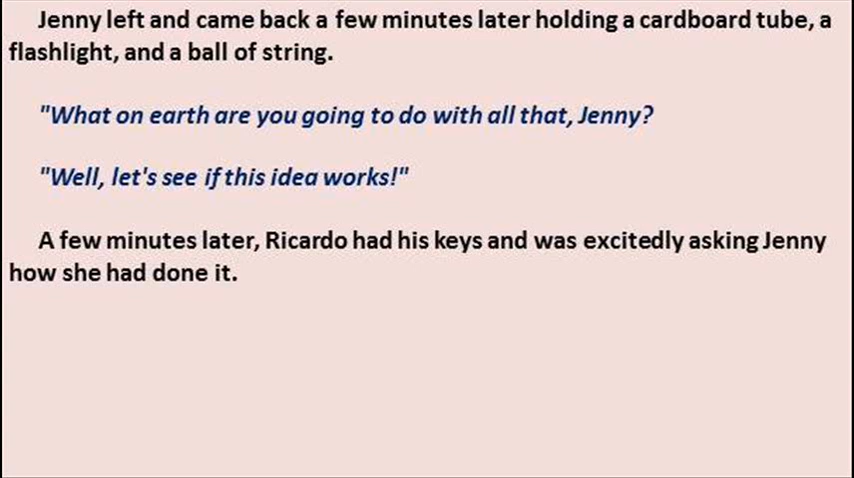 Jenny left and came back a few minutes later holding a cardboard tube, a
flashlight, and a ball of string.
"What on earth are you going to do with all that, Jenny?
"Well, let's see if this idea works!"
A few minutes later, Ricardo had his keys and was excitedly asking Jenny
how she had done it.